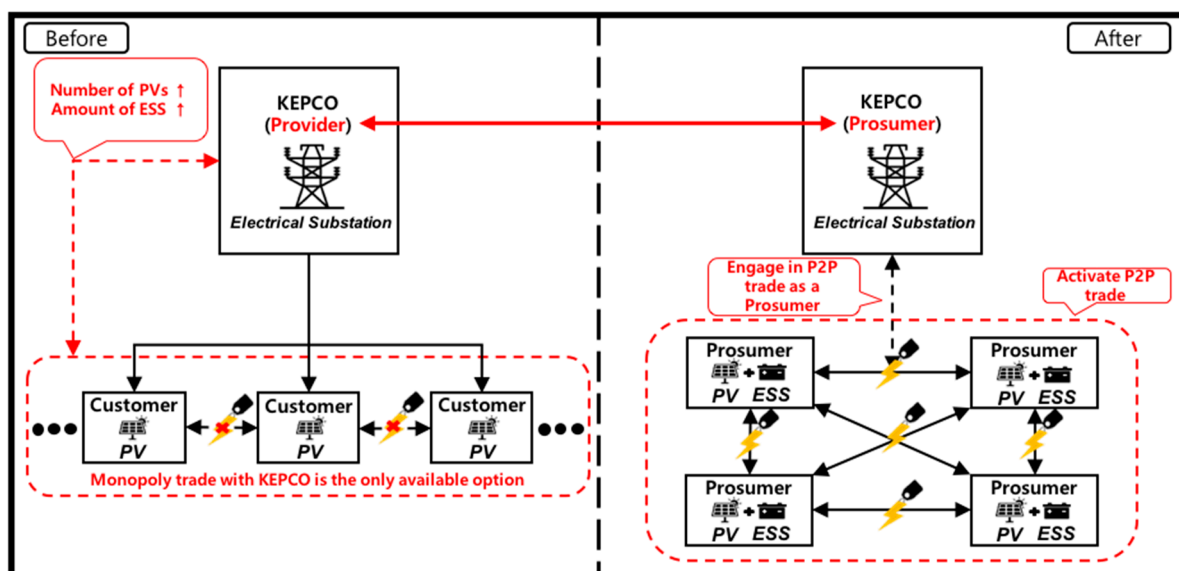 Before
Number of PVs ↑
Amount of ESS ↑
KEPCO
(Provider)
Electrical Substation
Customer
PV
Customer
PV
Customer
PV
Monopoly trade with KEPCO is the only available option
After
KEPCO
(Prosumer)
Electrical Substation
Engage in P2P
trade as a
Prosumer
Activate P2P
trade
Prosumer
+
PV ESS
Prosumer
+
PV ESS
Prosumer
+
PV ESS
Prosumer
+
PV ESS